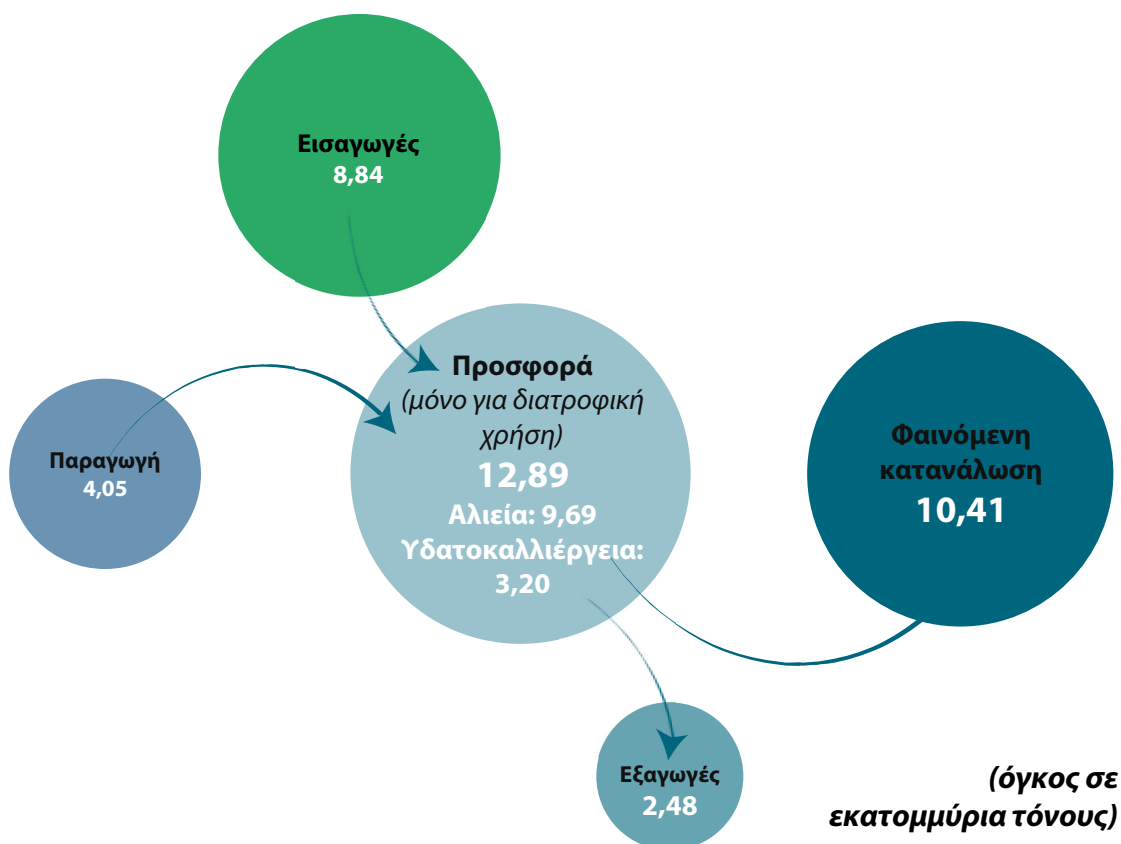 Εισαγωγές
8,84
Προσφορά
(μόνο για διατροφική
χρήση)
12,89
Αλιεία: 9,69
Υδατοκαλλιέργεια:
3,20
Παραγωγή
4,05
Φαινόμενη
κατανάλωση
10,41
Εξαγωγές
2,48
(όγκος σε
εκατομμύρια τόνους)